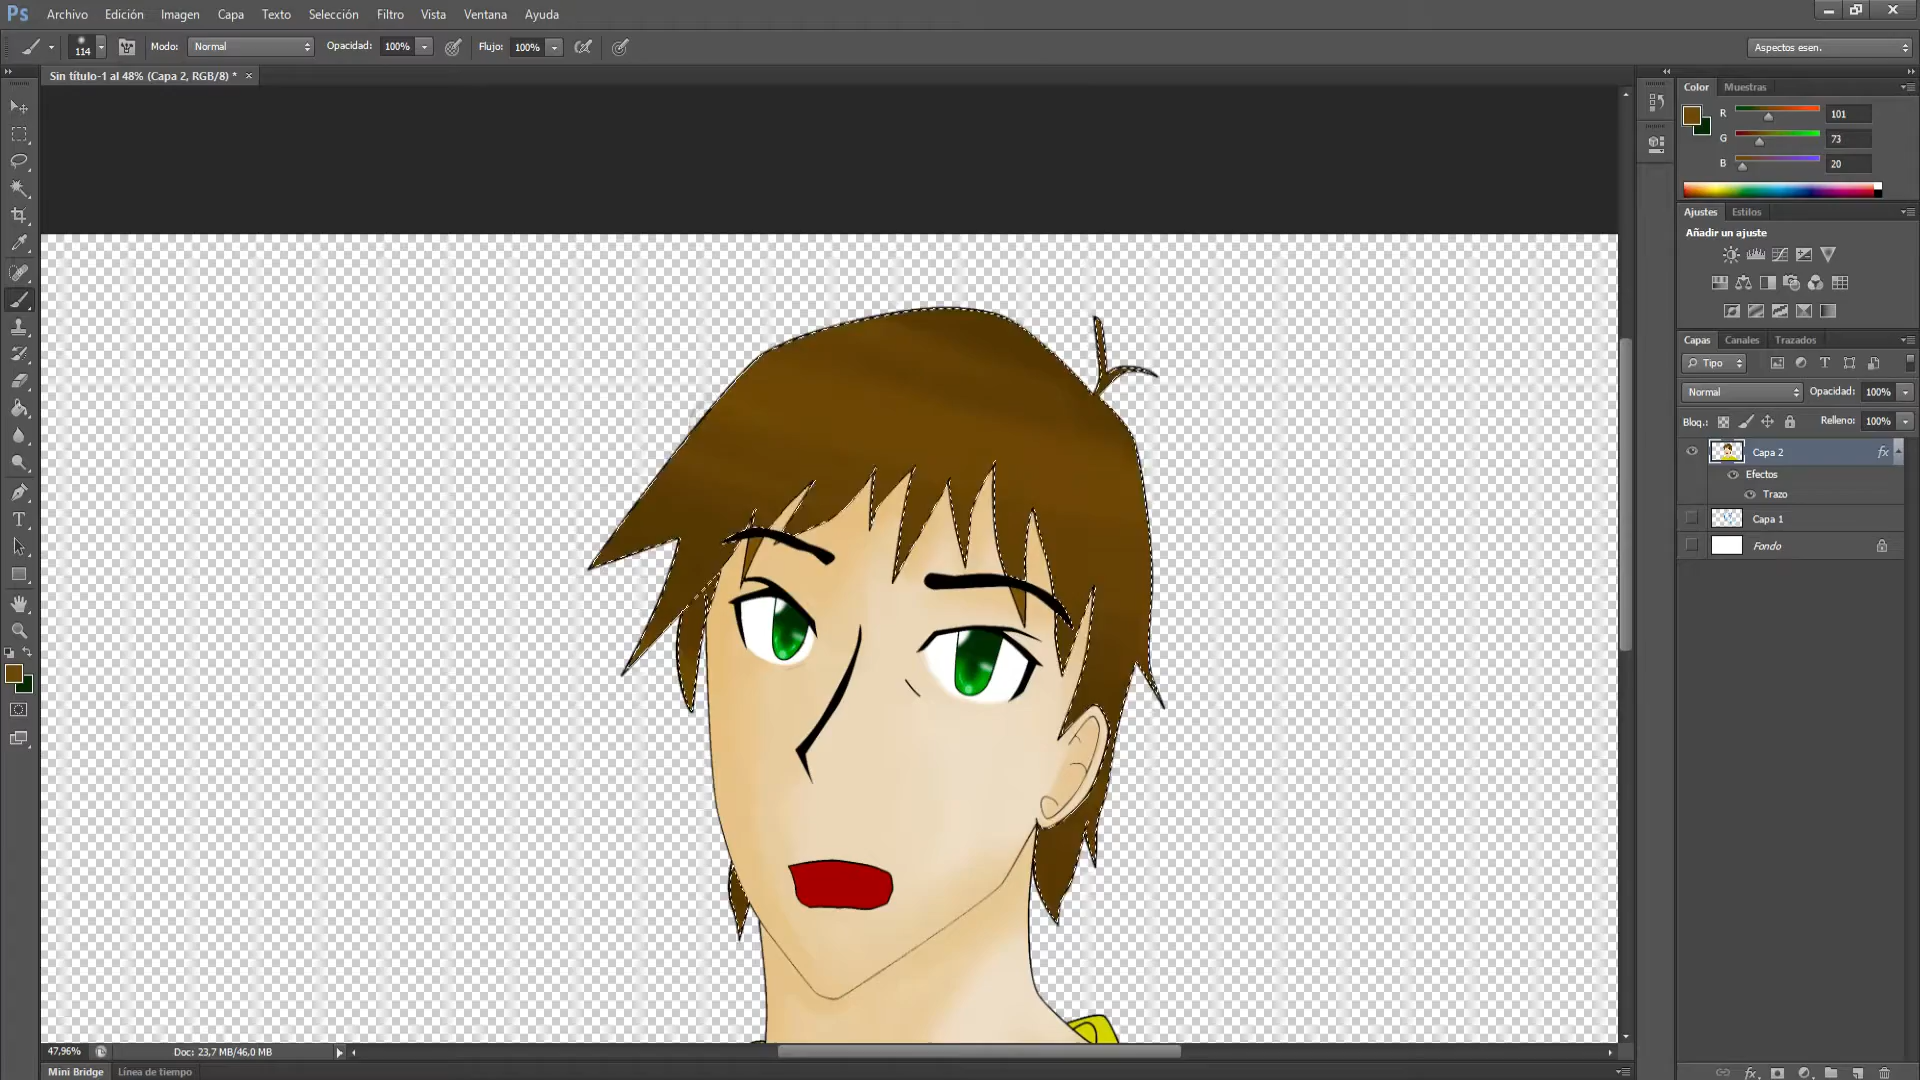 Ps Archivo Edición Imagen Capa Texto Selección Filtro Vista Ventana Ayuda
114 Modo: Normal Opacidad: 100% Flujo: 100% Aspectos esen.
Sin título-1 al 48% (Capa 2, RGB/8) * ×
Color Muestras
R 101
G 73
B 20
Ajustes Estilos
Añadir un ajuste
Capas Canales Trazados
Tipo
Normal Opacidad: 100%
Bloq.: Relleno: 100%
Capa 2 fx
Efectos
Trazo
Capa 1
Fondo
47,96% Doc: 23,7 MB/46,0 MB
Mini Bridge Línea de tiempo